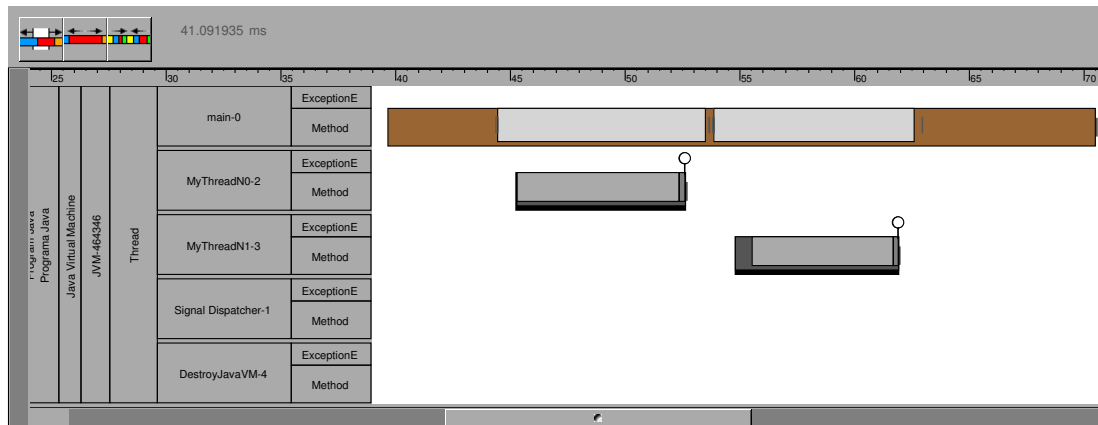 41.091935 ms
25 30 35 40 45 50 55 60 65 70
Programa Java
Java Virtual Machine
JVM-464346
Thread
main-0
ExceptionE
Method
MyThreadN0-2
ExceptionE
Method
MyThreadN1-3
ExceptionE
Method
Signal Dispatcher-1
ExceptionE
Method
DestroyJavaVM-4
ExceptionE
Method